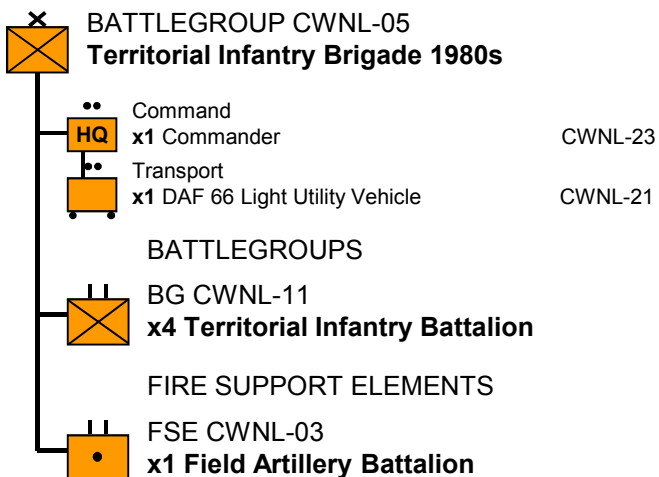 BATTLEGROUP CWNL-05
Territorial Infantry Brigade 1980s
Command
HQ x1 Commander CWNL-23
Transport
x1 DAF 66 Light Utility Vehicle CWNL-21
BATTLEGROUPS
BG CWNL-11
x4 Territorial Infantry Battalion
FIRE SUPPORT ELEMENTS
FSE CWNL-03
x1 Field Artillery Battalion